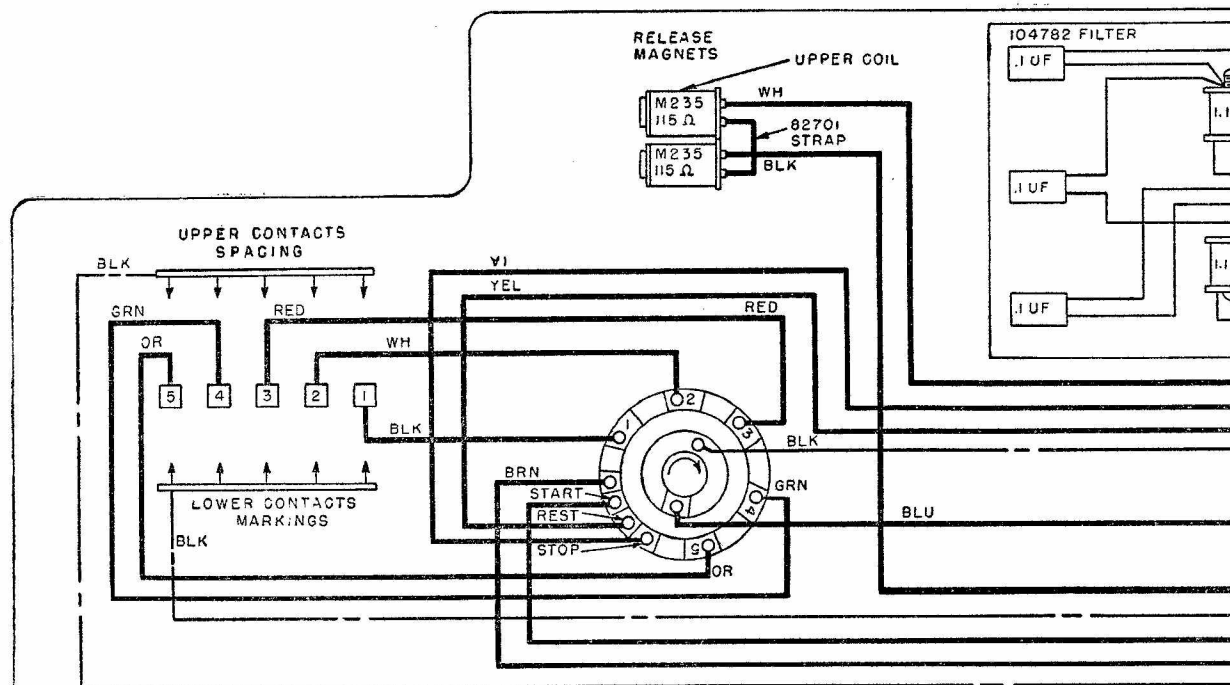 RELEASE
MAGNETS
UPPER COIL
104782 FILTER
.1 UF
WH
M235
115 Ω
82701
STRAP
M235
115 Ω
BLK
.1 UF
UPPER CONTACTS
SPACING
BLK
VI
YEL
GRN
RED
RED
.1 UF
OR
WH
5
4
3
2
1
2
1
3
BLK
BLK
BRN
GRN
START
4
LOWER CONTACTS
MARKINGS
REST
BLU
BLK
STOP
5
OR